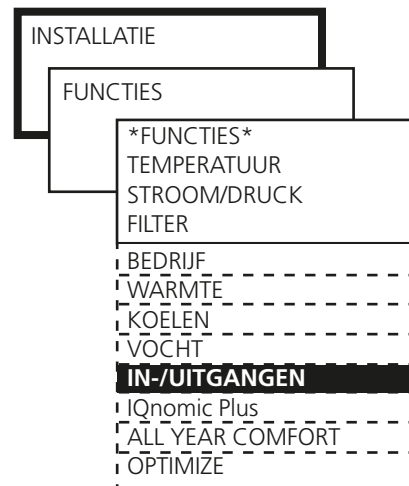 INSTALLATIE
FUNCTIES
*FUNCTIES*
TEMPERATUUR
STROOM/DRUCK
FILTER
BEDRIJF
WARMTE
KOELEN
VOCHT
IN-/UITGANGEN
IQnomic Plus
ALL YEAR COMFORT
OPTIMIZE